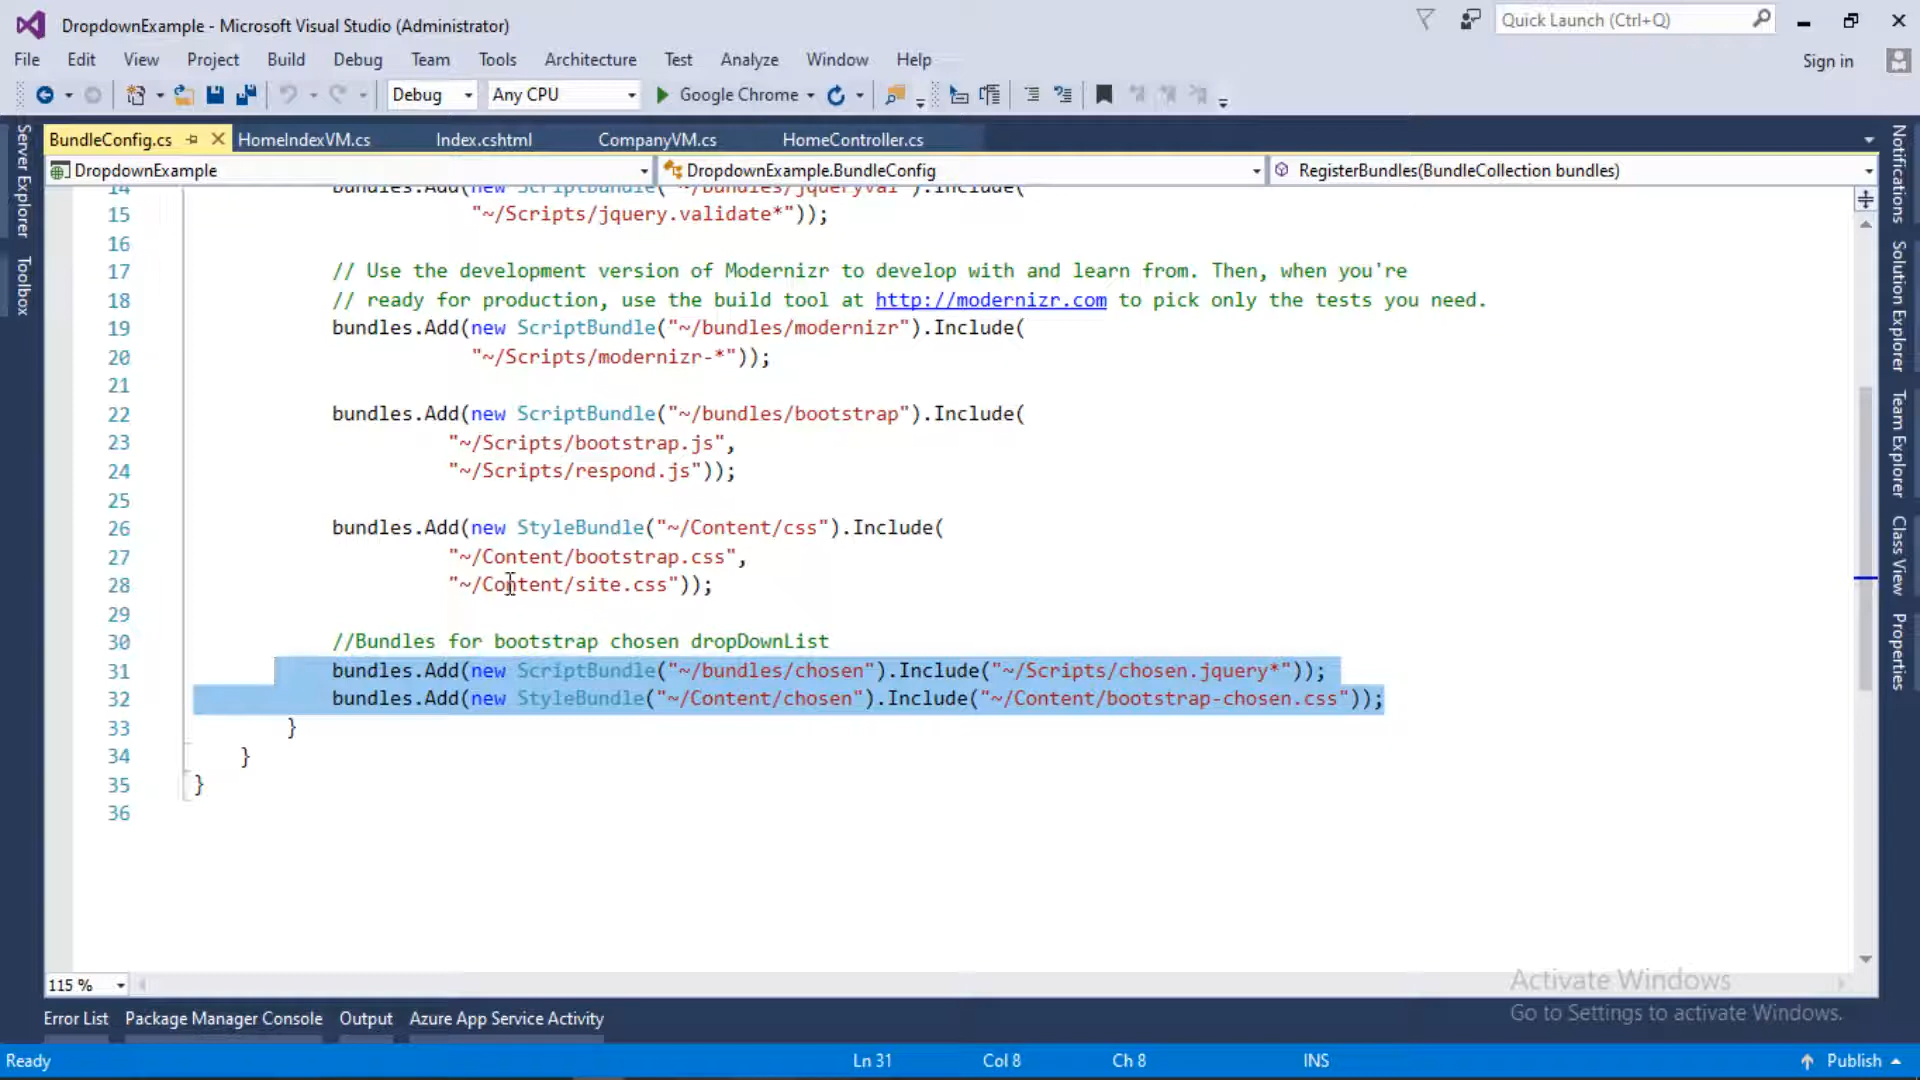 DropdownExample - Microsoft Visual Studio (Administrator)
Quick Launch (Ctrl+Q)
File Edit View Project Build Debug Team Tools Architecture Test Analyze Window Help
Sign in
Debug Any CPU Google Chrome
BundleConfig.cs HomeIndexVM.cs Index.cshtml CompanyVM.cs HomeController.cs
DropdownExample DropdownExample.BundleConfig RegisterBundles(BundleCollection bundles)
Server Explorer
Toolbox
Notifications
Solution Explorer
Team Explorer
Class View
Properties
14 bundles.Add(new ScriptBundle("~/bundles/jqueryval").Include(
15 "~/Scripts/jquery.validate*"));
16
17 // Use the development version of Modernizr to develop with and learn from. Then, when you're
18 // ready for production, use the build tool at http://modernizr.com to pick only the tests you need.
19 bundles.Add(new ScriptBundle("~/bundles/modernizr").Include(
20 "~/Scripts/modernizr-*"));
21
22 bundles.Add(new ScriptBundle("~/bundles/bootstrap").Include(
23 "~/Scripts/bootstrap.js",
24 "~/Scripts/respond.js"));
25
26 bundles.Add(new StyleBundle("~/Content/css").Include(
27 "~/Content/bootstrap.css",
28 "~/Content/site.css"));
29
30 //Bundles for bootstrap chosen dropDownList
31 bundles.Add(new ScriptBundle("~/bundles/chosen").Include("~/Scripts/chosen.jquery*"));
32 bundles.Add(new StyleBundle("~/Content/chosen").Include("~/Content/bootstrap-chosen.css"));
33 }
34 }
35 }
36
115 %
Activate Windows
Go to Settings to activate Windows.
Error List Package Manager Console Output Azure App Service Activity
Ready Ln 31 Col 8 Ch 8 INS Publish